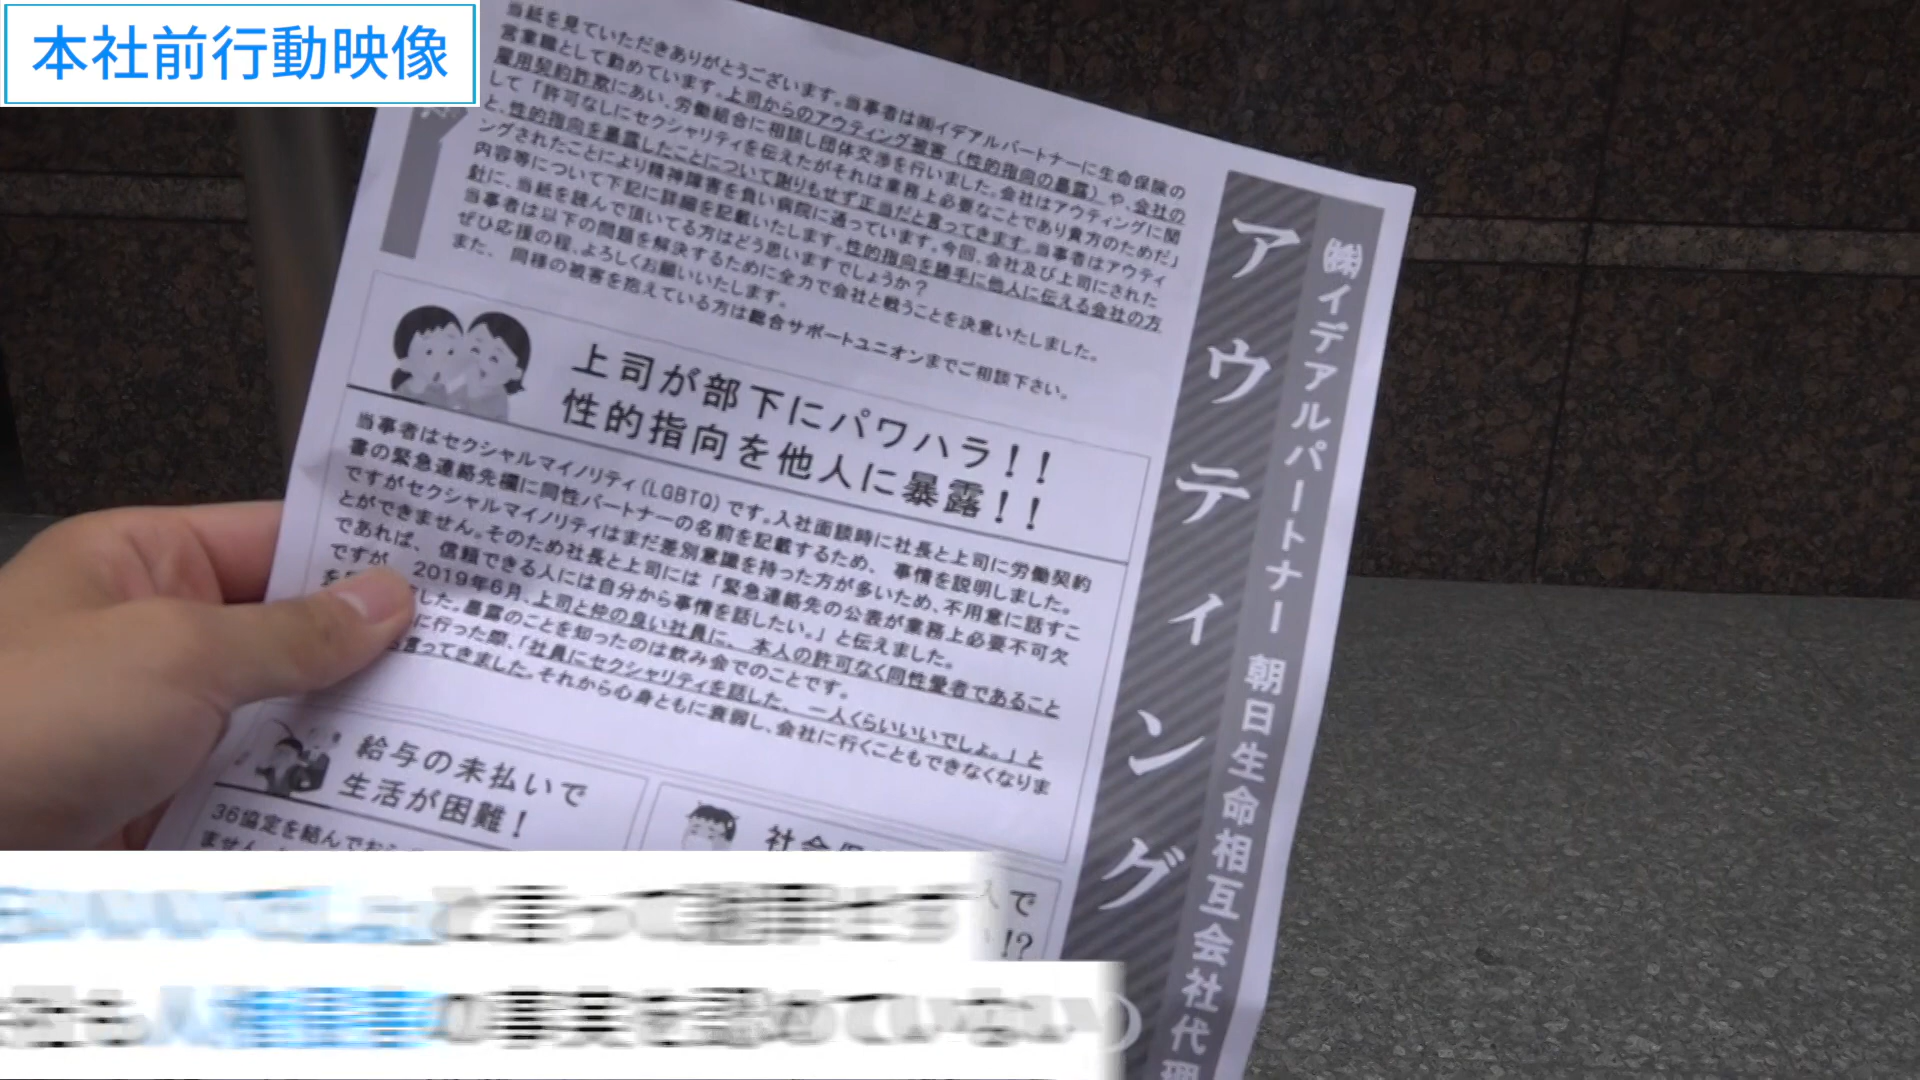 本社前行動映像
当紙を見ていただきありがとうございます。当事者は㈱イデアルパートナーに生命保険の
営業職として勤めています。上司からのアウティング被害（性的指向の暴露）や、会社の
雇用契約詐欺にあい、労働組合に相談し団体交渉を行いました。会社はアウティングに関
して「許可なしにセクシャリティを伝えたがそれは業務上必要なことであり貴方のためだ」
と、性的指向を暴露したことについて謝りもせず正当だと言ってきます。当事者はアウティ
ングされたことにより精神障害を負い病院に通っています。今回、会社及び上司にされた
内容等について下記に詳細を記載いたします。性的指向を勝手に他人に伝える会社の方
針に、当紙を読んで頂いてる方はどう思いますでしょうか？
当事者は以下の問題を解決するために全力で会社と戦うことを決意いたしました。
ぜひ応援の程、よろしくお願いいたします。
また、同様の被害を抱えている方は総合サポートユニオンまでご相談下さい。
上司が部下にパワハラ！！
性的指向を他人に暴露！！
当事者はセクシャルマイノリティ(LGBTQ)です。入社面談時に社長と上司に労働契約
書の緊急連絡先欄に同性パートナーの名前を記載するため、事情を説明しました。
ですがセクシャルマイノリティはまだ差別意識を持った方が多いため、不用意に話すこ
とができません。そのため社長と上司には「緊急連絡先の公表が業務上必要不可欠
であれば、信頼できる人には自分から事情を話したい。」と伝えました。
ですが、2019年6月、上司と仲の良い社員に、本人の許可なく同性愛者であること
を した。暴露のことを知ったのは飲み会でのことです。
に行った際、「社員にセクシャリティを話した、一人くらいいいでしょ。」と
言ってきました。それから心身ともに衰弱し、会社に行くこともできなくなりま
給与の未払いで
生活が困難！
36協定を結んで
ません
社会保
で
!?
アウティング
㈱イデアルパートナー 朝日生命相互会社代理
と言って謝罪せず
社も人権侵害の事実を認めていない）